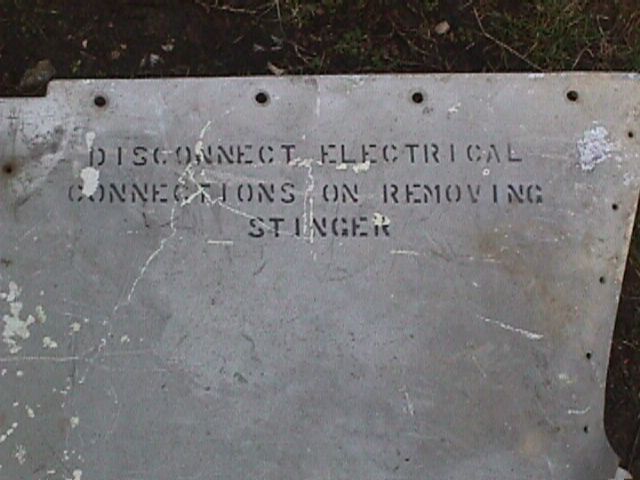 DISCONNECT ELECTRICAL
CONNECTIONS ON REMOVING
STINGER